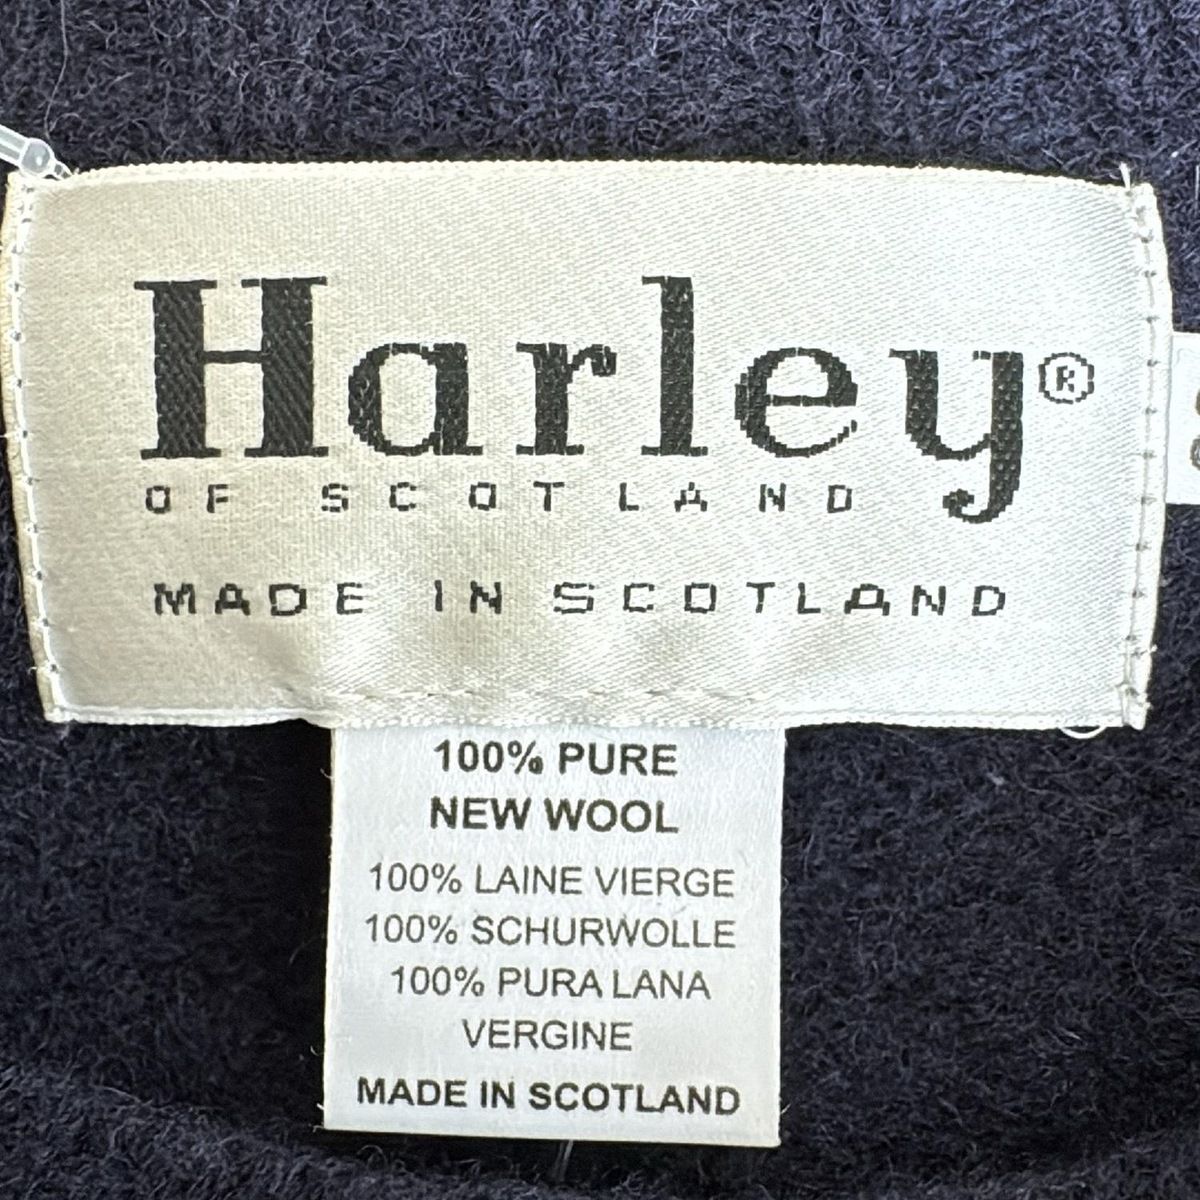 Harley®
OF SCOTLAND
MADE IN SCOTLAND
100% PURE
NEW WOOL
100% LAINE VIERGE
100% SCHURWOLLE
100% PURA LANA
VERGINE
MADE IN SCOTLAND